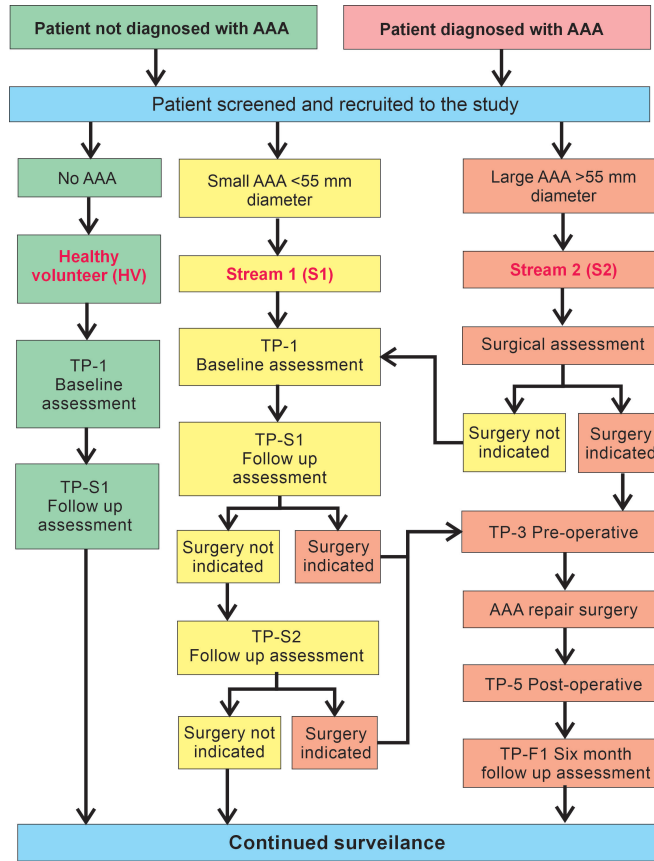 Patient not diagnosed with AAA
Patient diagnosed with AAA
Patient screened and recruited to the study
No AAA
Small AAA <55 mm
diameter
Large AAA >55 mm
diameter
Healthy
volunteer (HV)
Stream 1 (S1)
Stream 2 (S2)
TP-1
Baseline
assessment
TP-1
Baseline assessment
Surgical assessment
Surgery not
indicated
Surgery
indicated
TP-S1
Follow up
assessment
TP-S1
Follow up
assessment
Surgery not
indicated
Surgery
indicated
TP-3 Pre-operative
TP-S2
Follow up assessment
AAA repair surgery
TP-5 Post-operative
Surgery not
indicated
Surgery
indicated
TP-F1 Six month
follow up assessment
Continued surveilance